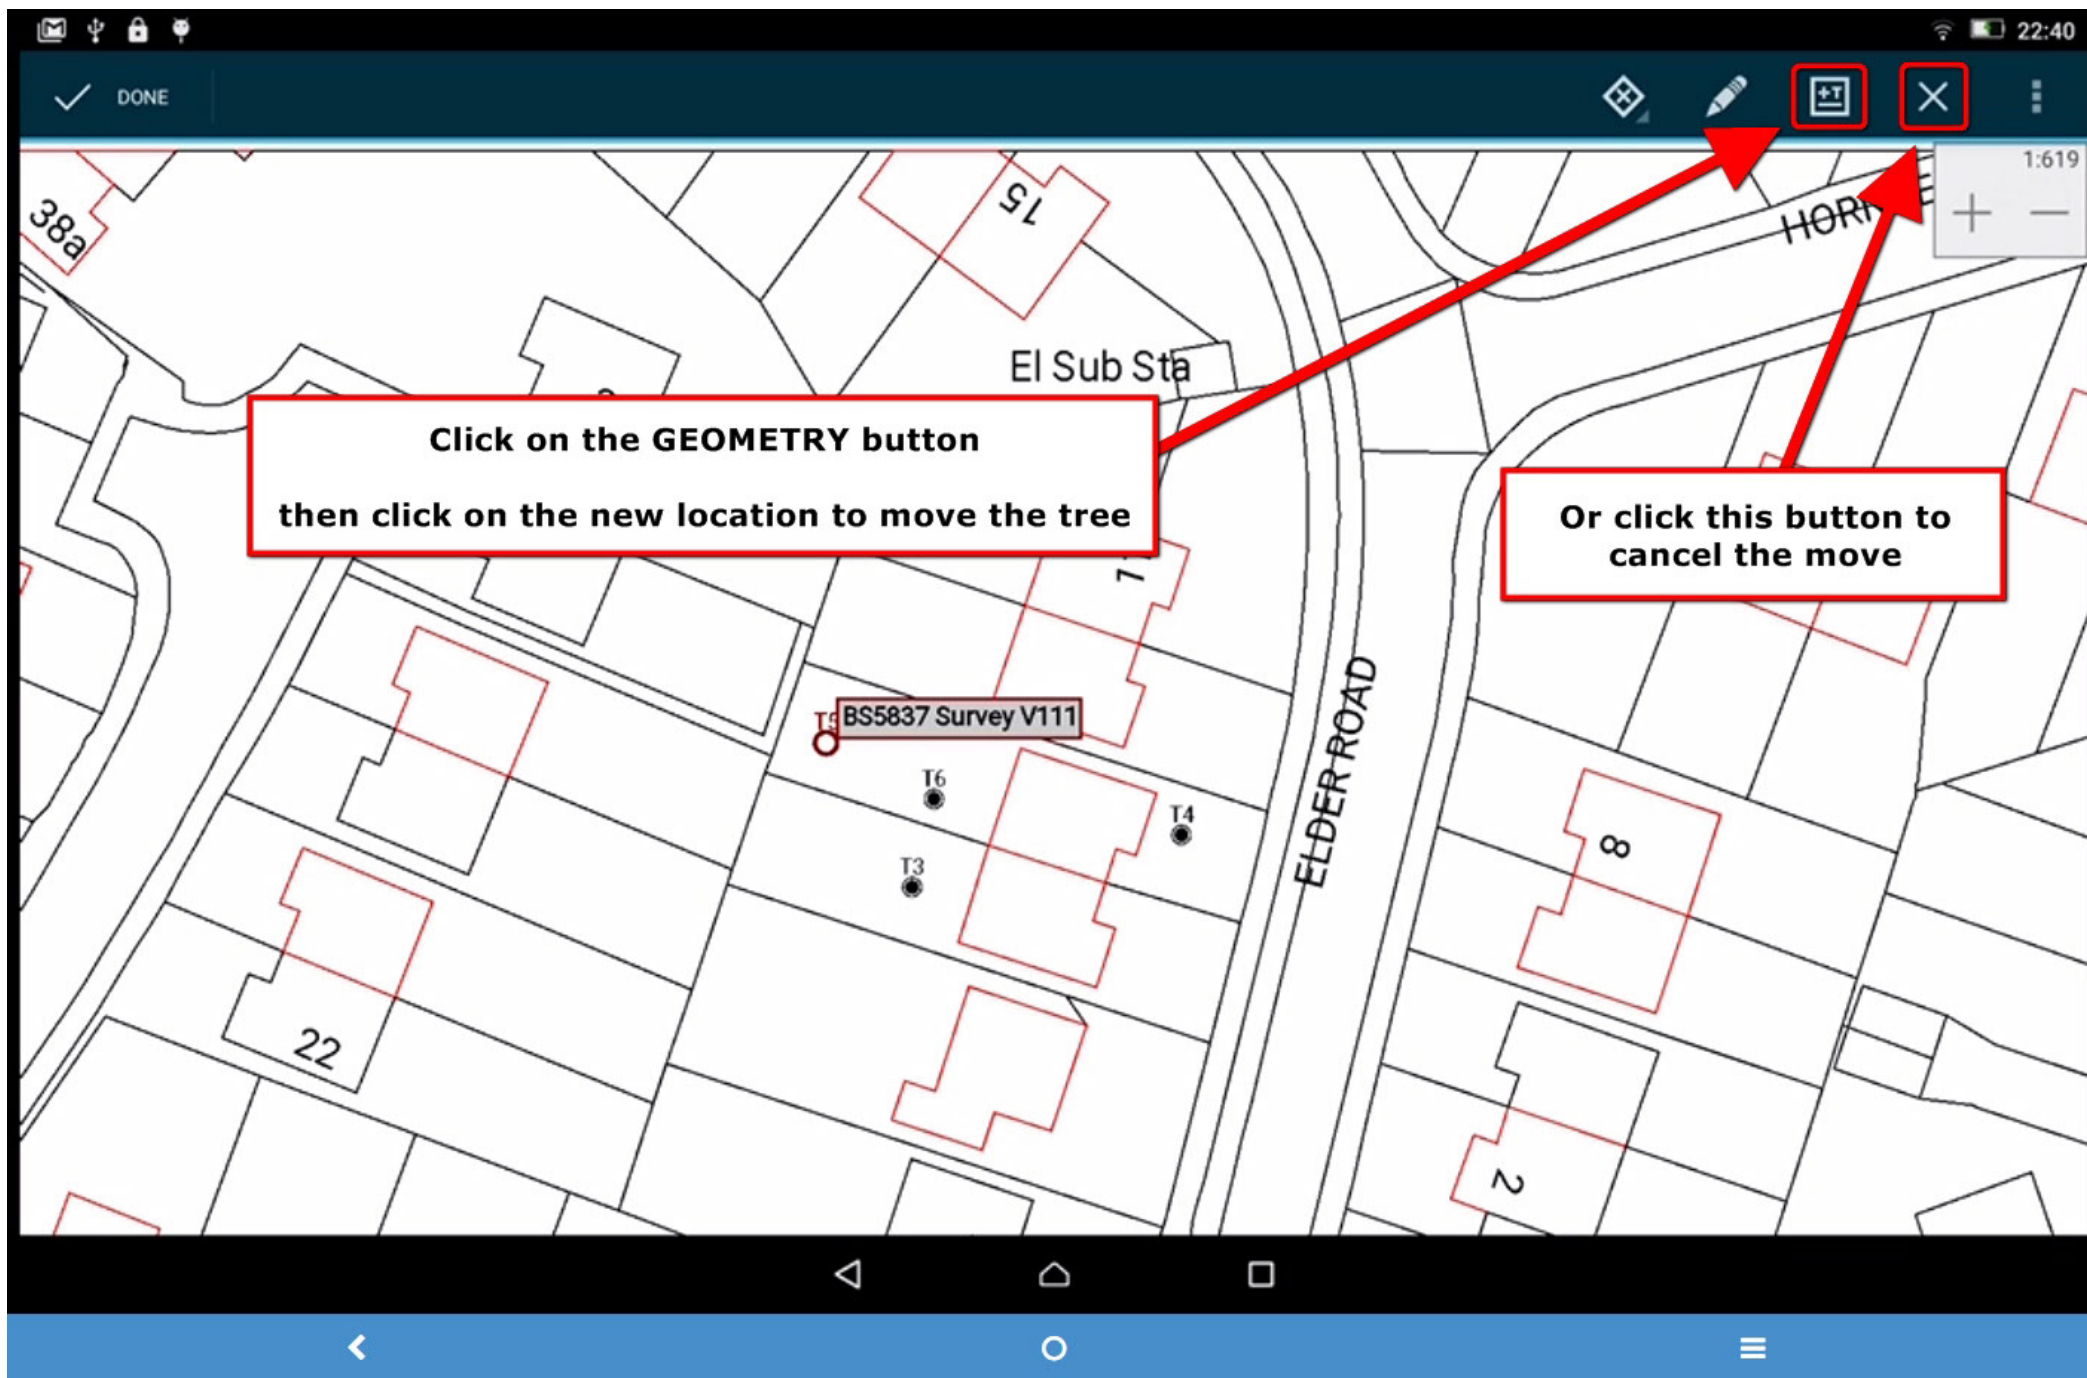 22:40
DONE
1:619
38a
15
HORN
El Sub Sta
Click on the GEOMETRY button
then click on the new location to move the tree
Or click this button to
cancel the move
T5
BS5837 Survey V111
T6
T4
T3
ELDER ROAD
8
22
2